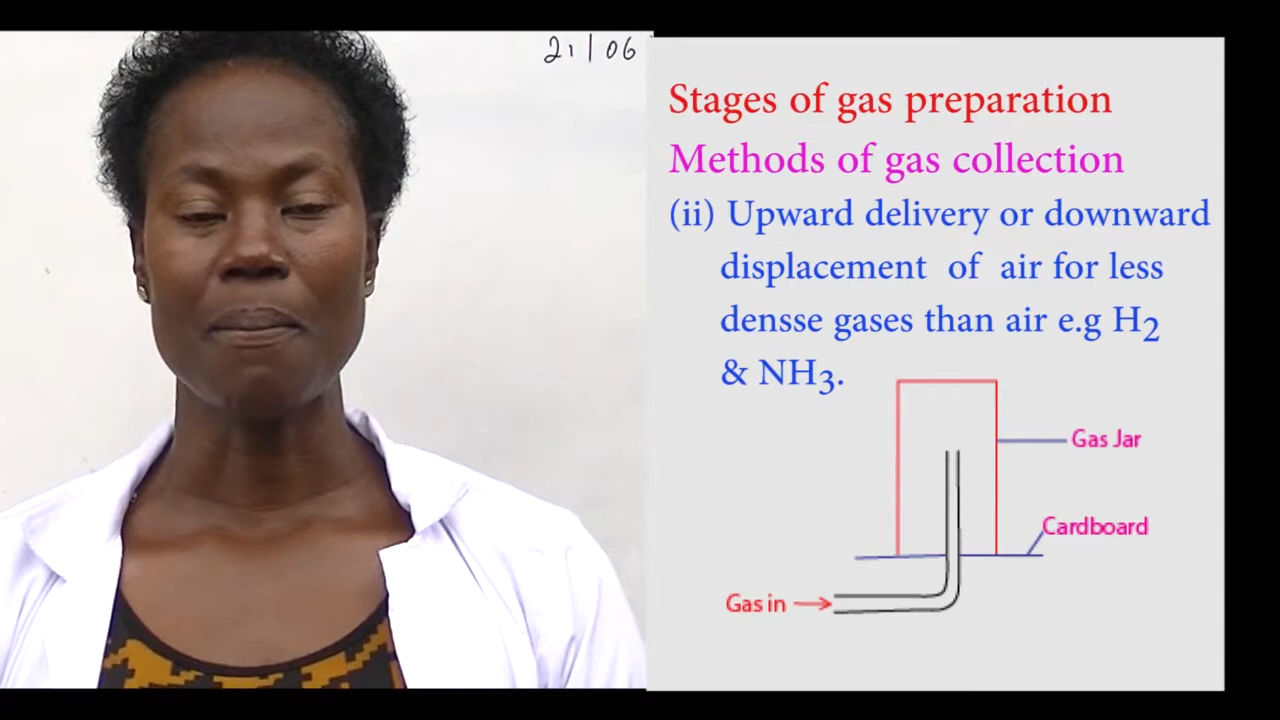 21/06
Stages of gas preparation
Methods of gas collection
(ii) Upward delivery or downward
displacement of air for less
densse gases than air e.g H₂
& NH₃.
Gas Jar
Cardboard
Gas in